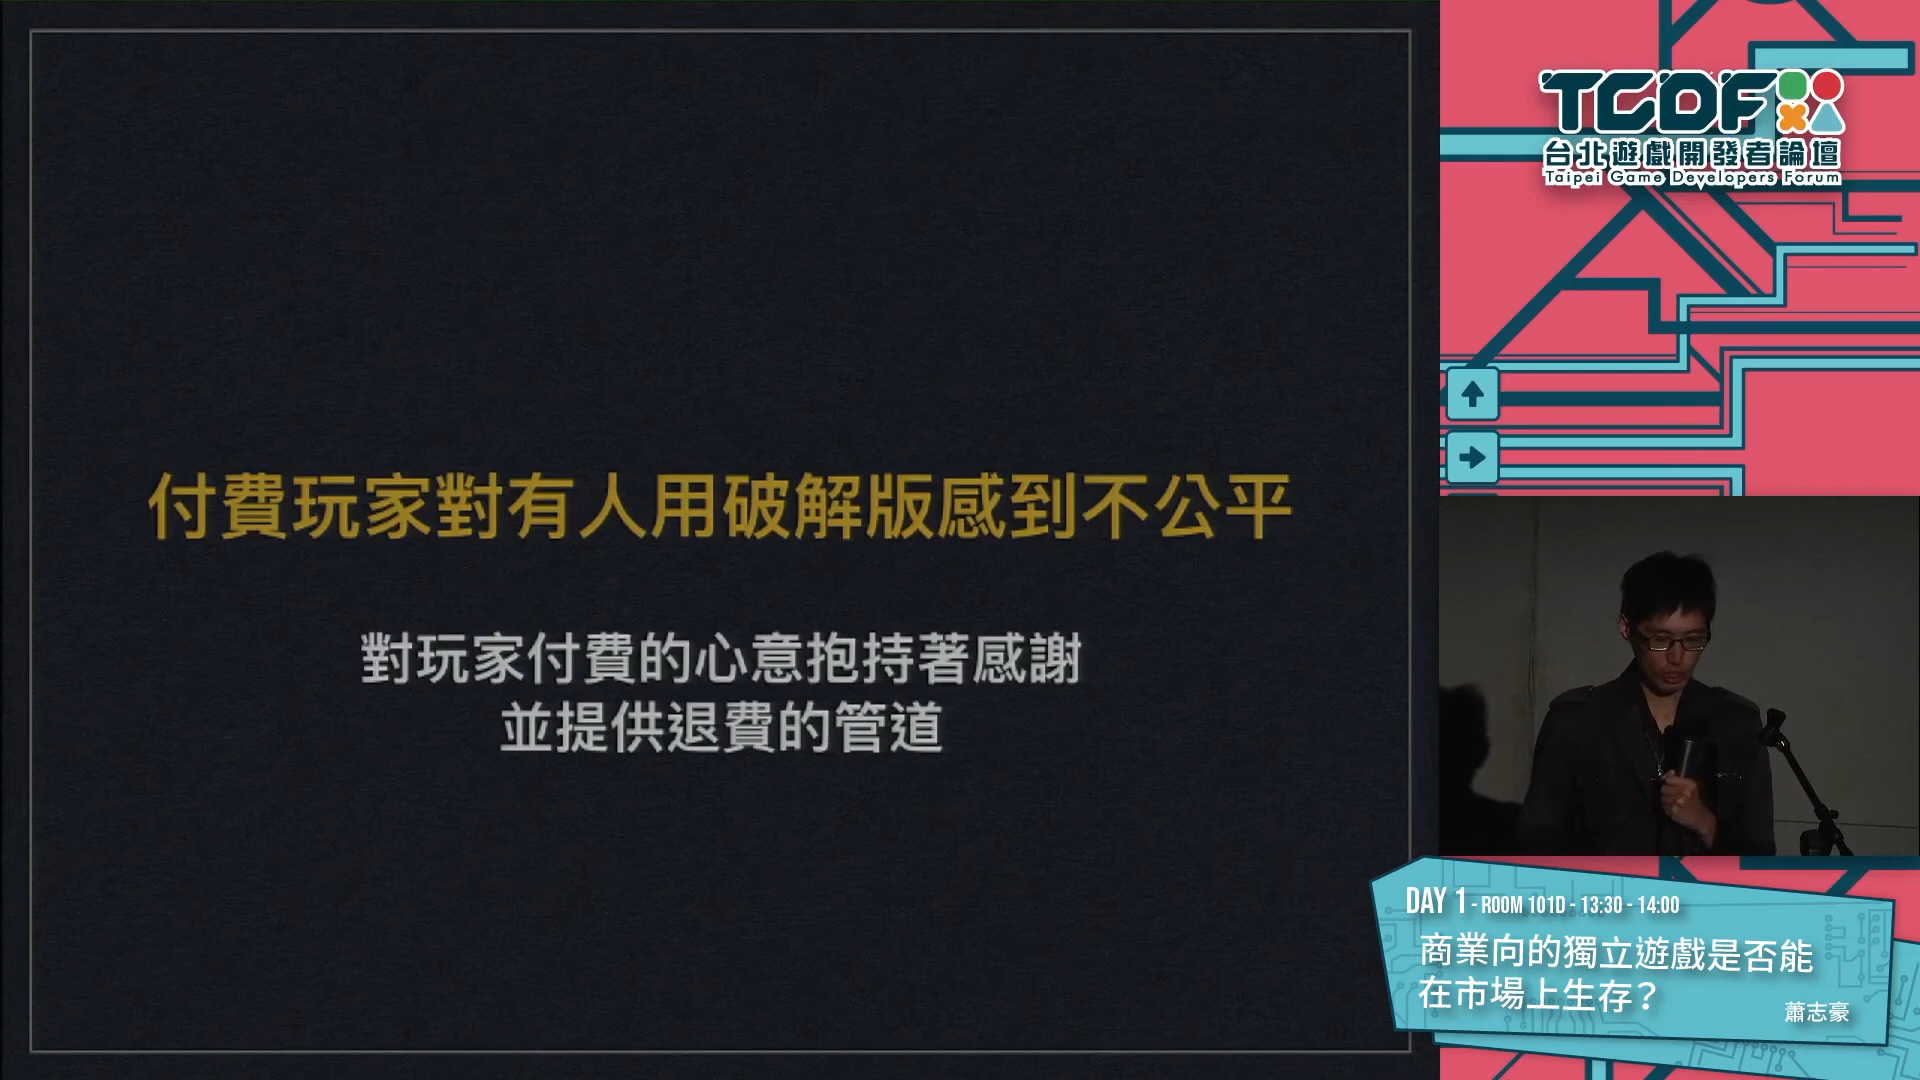 付費玩家對有人用破解版感到不公平
對玩家付費的心意抱持著感謝
並提供退費的管道
TGDF
台北遊戲開發者論壇
Taipei Game Developers Forum
DAY 1 - ROOM 101D - 13:30 - 14:00
商業向的獨立遊戲是否能
在市場上生存？
蕭志豪